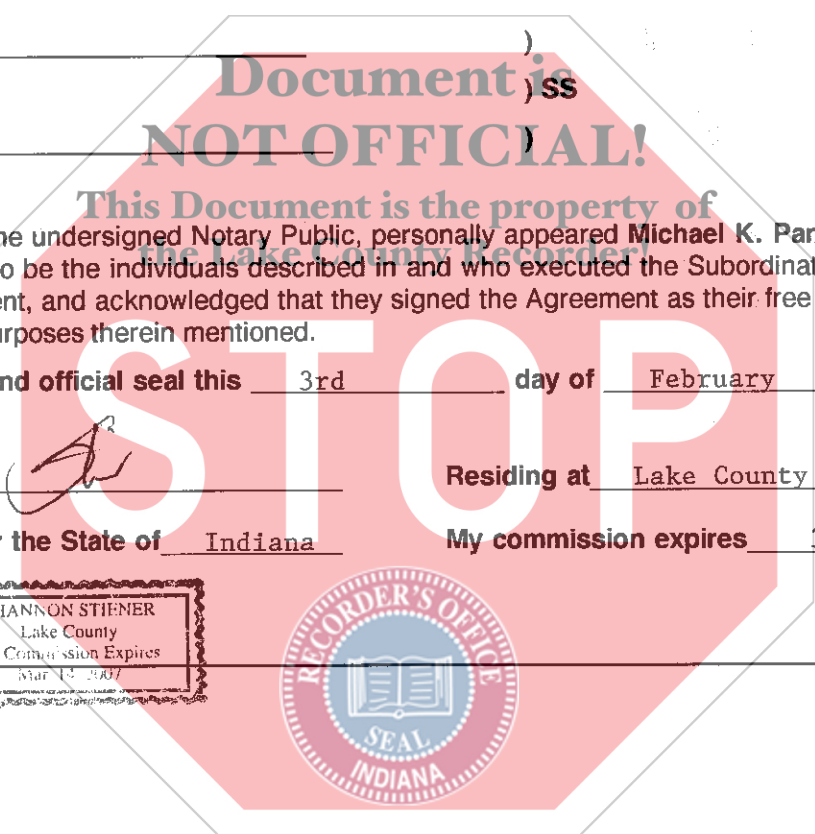 )
Document is
) SS
NOT OFFICIAL!
)
This Document is the property of
the Lake County Recorder!
ne undersigned Notary Public, personally appeared Michael K. Par
o be the individuals described in and who executed the Subordinat
ent, and acknowledged that they signed the Agreement as their free
urposes therein mentioned.
STOP
nd official seal this 3rd day of February
Residing at Lake County
the State of Indiana My commission expires
HANNON STIENER
Lake County
Commission Expires
Mar 14 2007
RECORDER'S OFFICE
SEAL
INDIANA